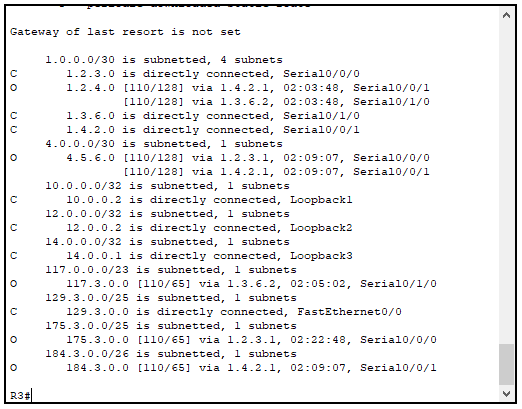 Gateway of last resort is not set
     1.0.0.0/30 is subnetted, 4 subnets
C       1.2.3.0 is directly connected, Serial0/0/0
O       1.2.4.0 [110/128] via 1.4.2.1, 02:03:48, Serial0/0/1
                [110/128] via 1.3.6.2, 02:03:48, Serial0/1/0
C       1.3.6.0 is directly connected, Serial0/1/0
C       1.4.2.0 is directly connected, Serial0/0/1
     4.0.0.0/30 is subnetted, 1 subnets
O       4.5.6.0 [110/128] via 1.2.3.1, 02:09:07, Serial0/0/0
                [110/128] via 1.4.2.1, 02:09:07, Serial0/0/1
     10.0.0.0/32 is subnetted, 1 subnets
C       10.0.0.2 is directly connected, Loopback1
     12.0.0.0/32 is subnetted, 1 subnets
C       12.0.0.2 is directly connected, Loopback2
     14.0.0.0/32 is subnetted, 1 subnets
C       14.0.0.1 is directly connected, Loopback3
     117.0.0.0/23 is subnetted, 1 subnets
O       117.3.0.0 [110/65] via 1.3.6.2, 02:05:02, Serial0/1/0
     129.3.0.0/25 is subnetted, 1 subnets
C       129.3.0.0 is directly connected, FastEthernet0/0
     175.3.0.0/25 is subnetted, 1 subnets
O       175.3.0.0 [110/65] via 1.2.3.1, 02:22:48, Serial0/0/0
     184.3.0.0/26 is subnetted, 1 subnets
O       184.3.0.0 [110/65] via 1.4.2.1, 02:09:07, Serial0/0/1
R3#